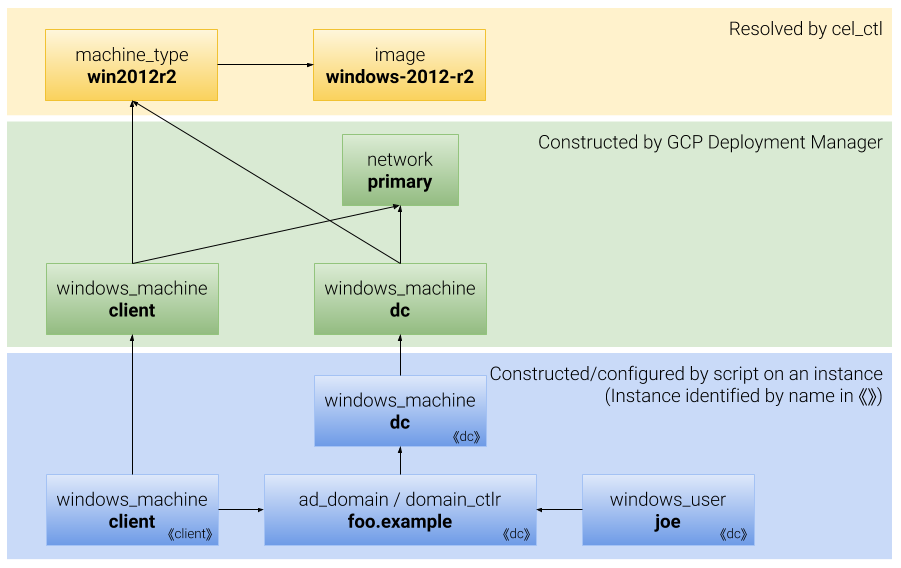 Resolved by cel_ctl
machine_type
win2012r2
image
windows-2012-r2
Constructed by GCP Deployment Manager
network
primary
windows_machine
client
windows_machine
dc
Constructed/configured by script on an instance
(Instance identified by name in 《》)
windows_machine
dc
《dc》
windows_machine
client
《client》
ad_domain / domain_ctlr
foo.example
《dc》
windows_user
joe
《dc》